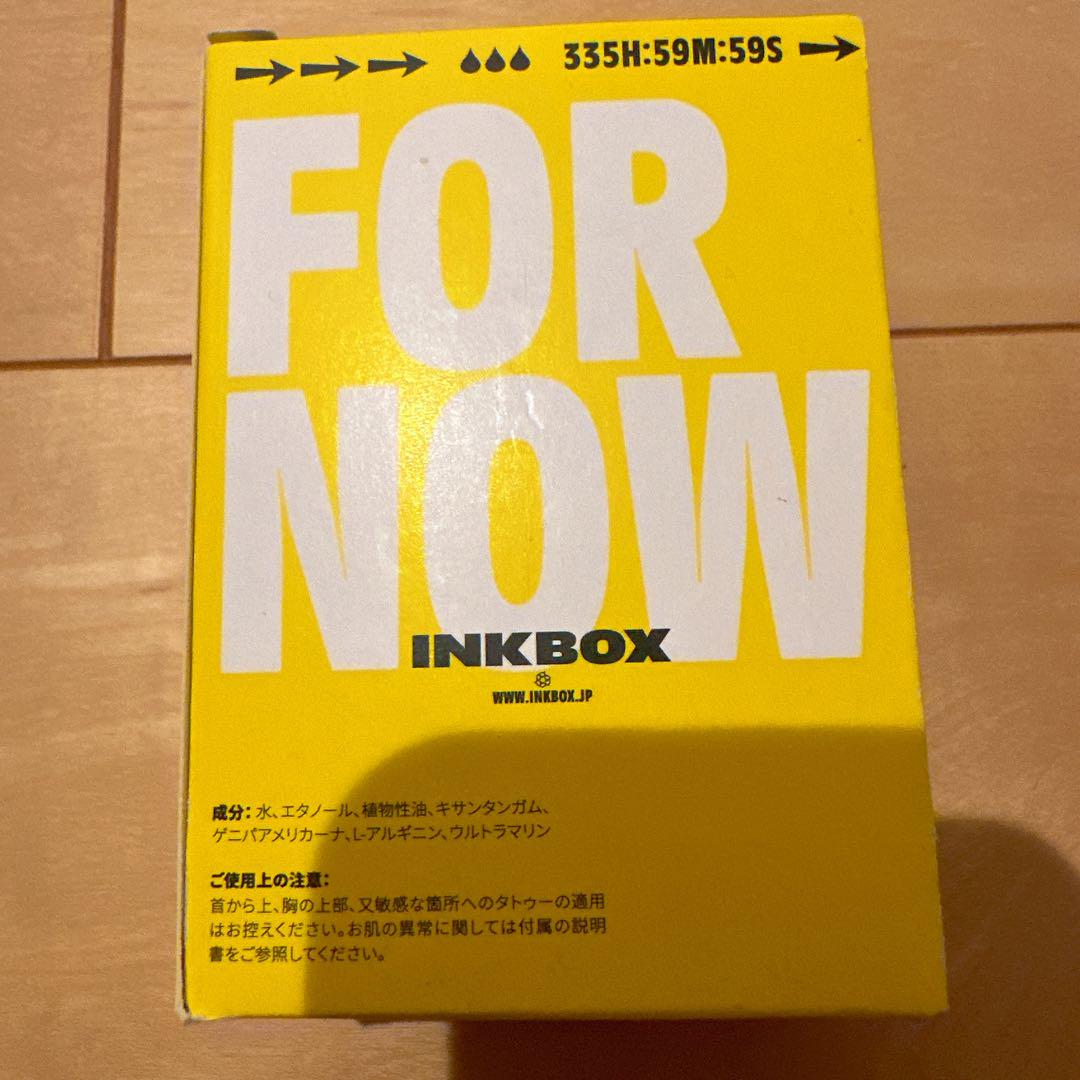 335H:59M:59S
FOR
NOW
INKBOX
WWW.INKBOX.JP
成分：水、エタノール、植物性油、キサンタンガム、
ゲニパアメリカーナ、L-アルギニン、ウルトラマリン
ご使用上の注意：
首から上、胸の上部、又敏感な箇所へのタトゥーの適用
はお控えください。お肌の異常に関しては付属の説明
書をご参照してください。